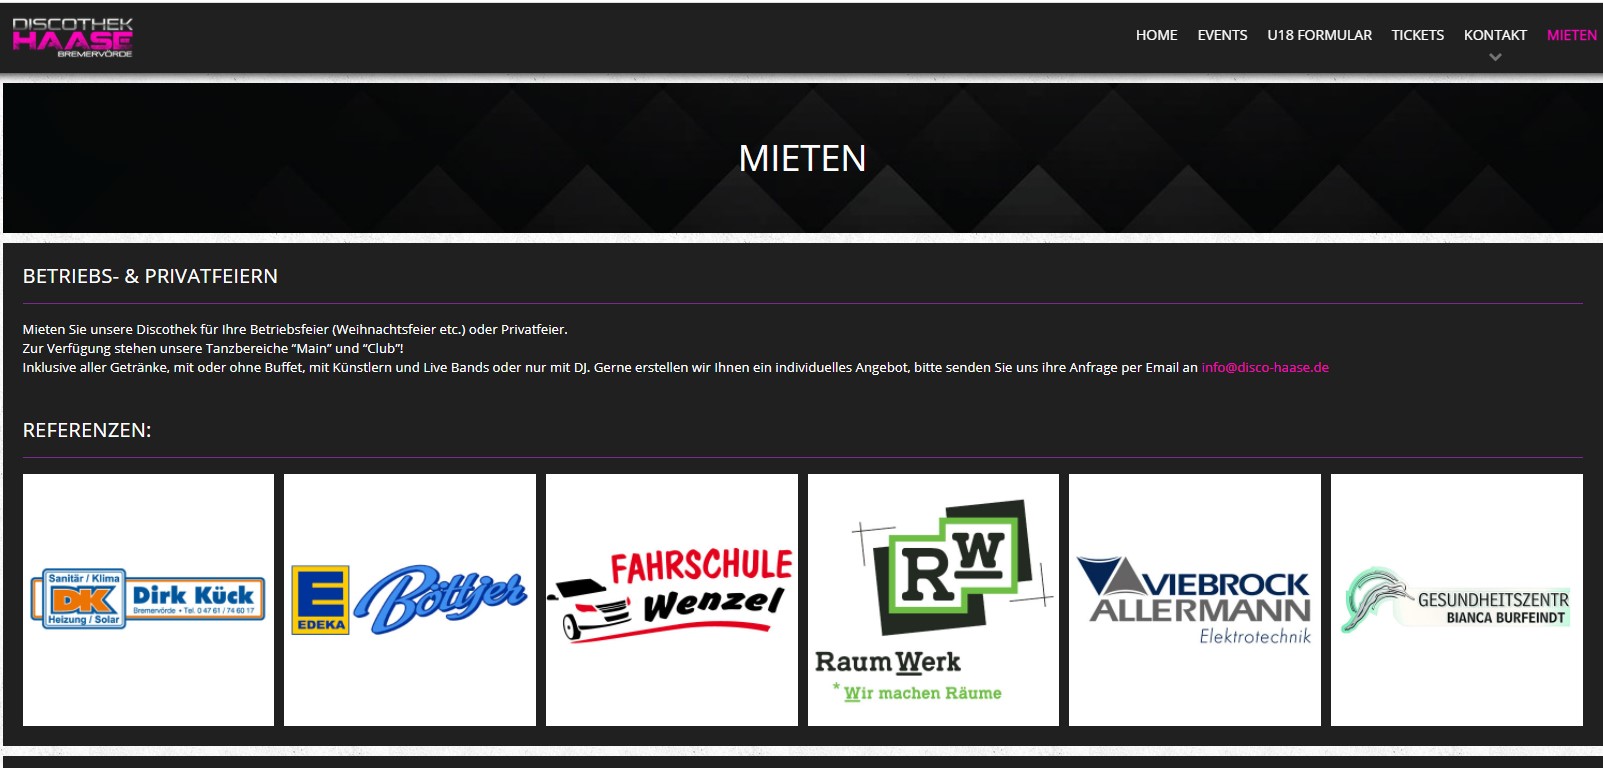 DISCOTHEK
HAASE
BREMERVÖRDE
HOME EVENTS U18 FORMULAR TICKETS KONTAKT MIETEN
MIETEN
BETRIEBS- & PRIVATFEIERN
Mieten Sie unsere Discothek für Ihre Betriebsfeier (Weihnachtsfeier etc.) oder Privatfeier.
Zur Verfügung stehen unsere Tanzbereiche “Main” und “Club”!
Inklusive aller Getränke, mit oder ohne Buffet, mit Künstlern und Live Bands oder nur mit DJ. Gerne erstellen wir Ihnen ein individuelles Angebot, bitte senden Sie uns ihre Anfrage per Email an info@disco-haase.de
REFERENZEN:
Sanitär / Klima
DK
Heizung / Solar
Dirk Kück
Bremervörde • Tel. 0 47 61 / 74 60 17
E
EDEKA
Böttjer
FAHRSCHULE
Wenzel
RW
RaumWerk
* Wir machen Räume
VIEBROCK
ALLERMANN
Elektrotechnik
GESUNDHEITSZENTR
BIANCA BURFEINDT